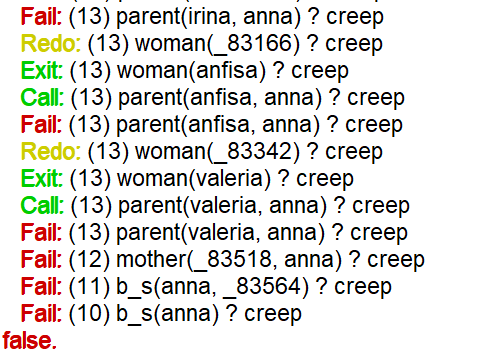 Fail: (13) parent(irina, anna) ? creep
Redo: (13) woman(_83166) ? creep
Exit: (13) woman(anfisa) ? creep
Call: (13) parent(anfisa, anna) ? creep
Fail: (13) parent(anfisa, anna) ? creep
Redo: (13) woman(_83342) ? creep
Exit: (13) woman(valeria) ? creep
Call: (13) parent(valeria, anna) ? creep
Fail: (13) parent(valeria, anna) ? creep
Fail: (12) mother(_83518, anna) ? creep
Fail: (11) b_s(anna, _83564) ? creep
Fail: (10) b_s(anna) ? creep
false.